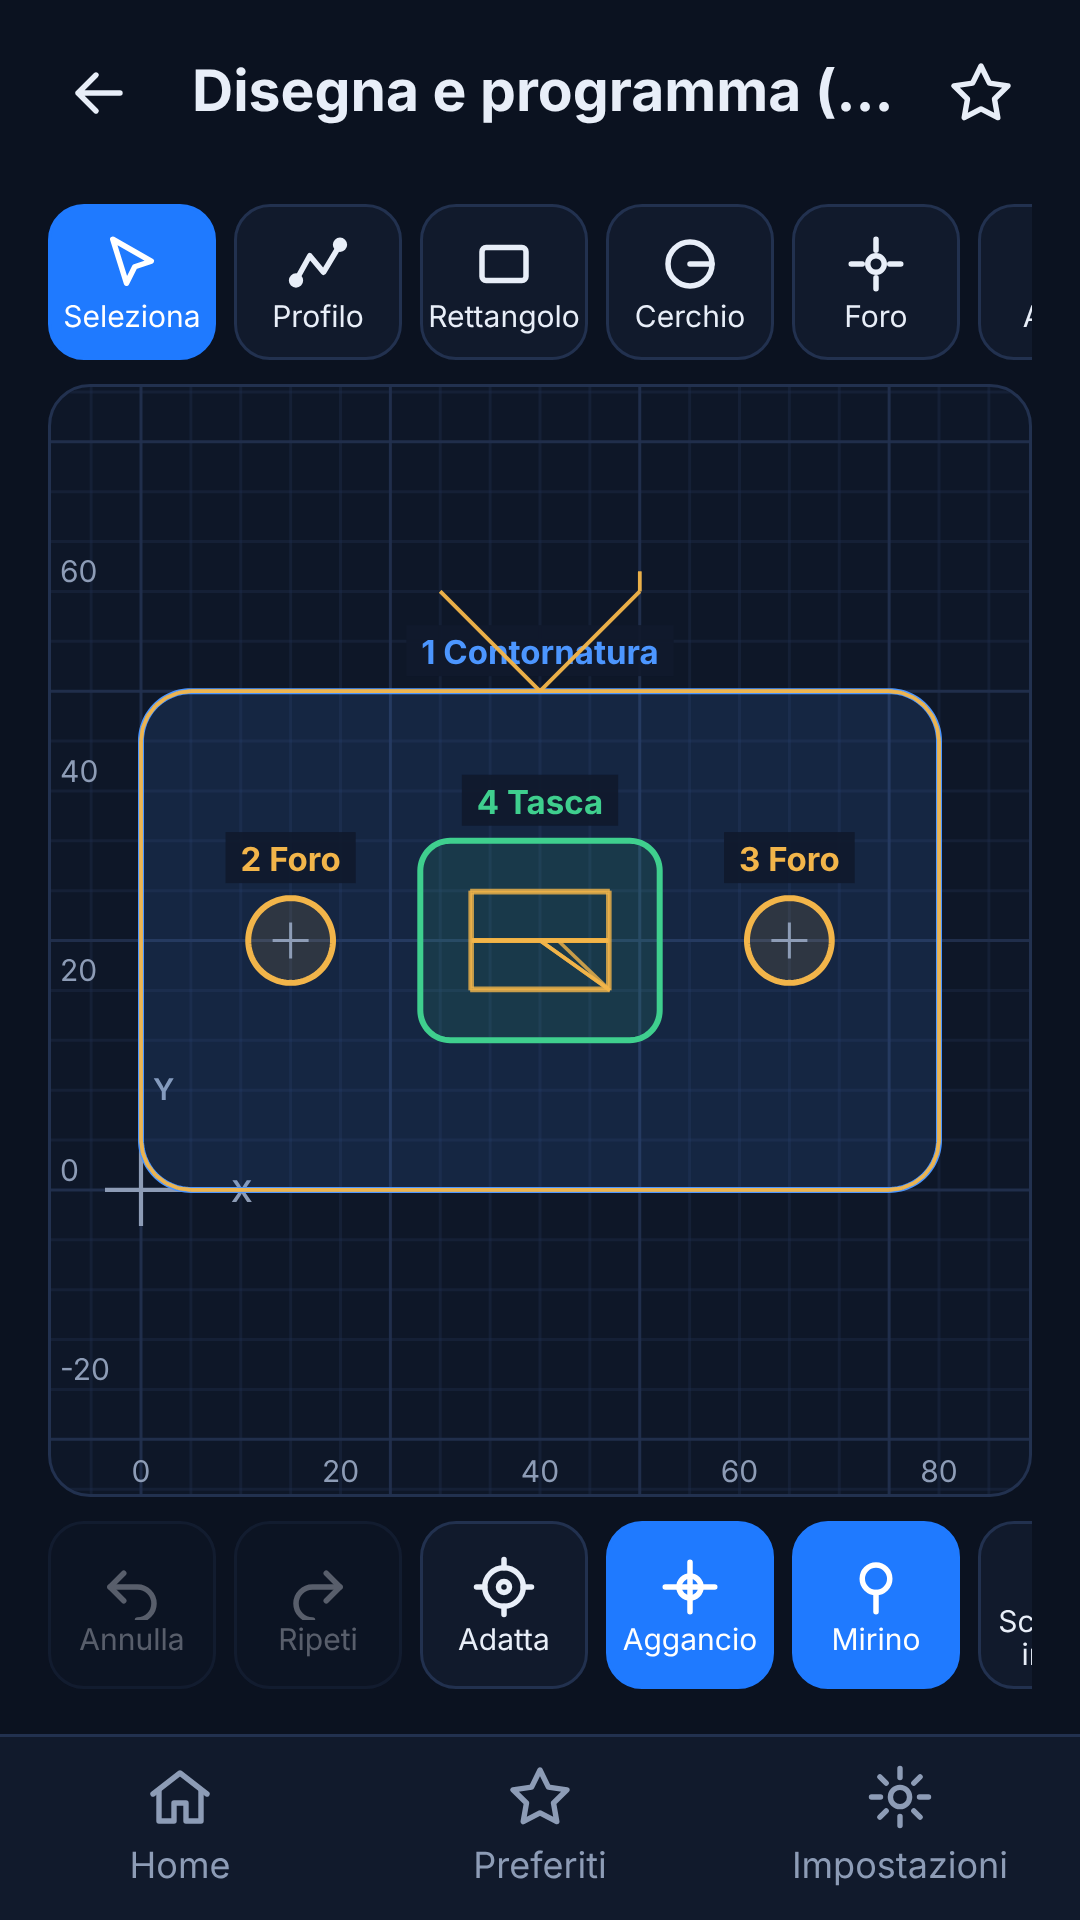 Disegna e programma (...
Seleziona
Profilo
Rettangolo
Cerchio
Foro
60
1 Contornatura
40
4 Tasca
2 Foro
3 Foro
20
Y
0
X
-20
0
20
40
60
80
Annulla
Ripeti
Adatta
Aggancio
Mirino
Home
Preferiti
Impostazioni